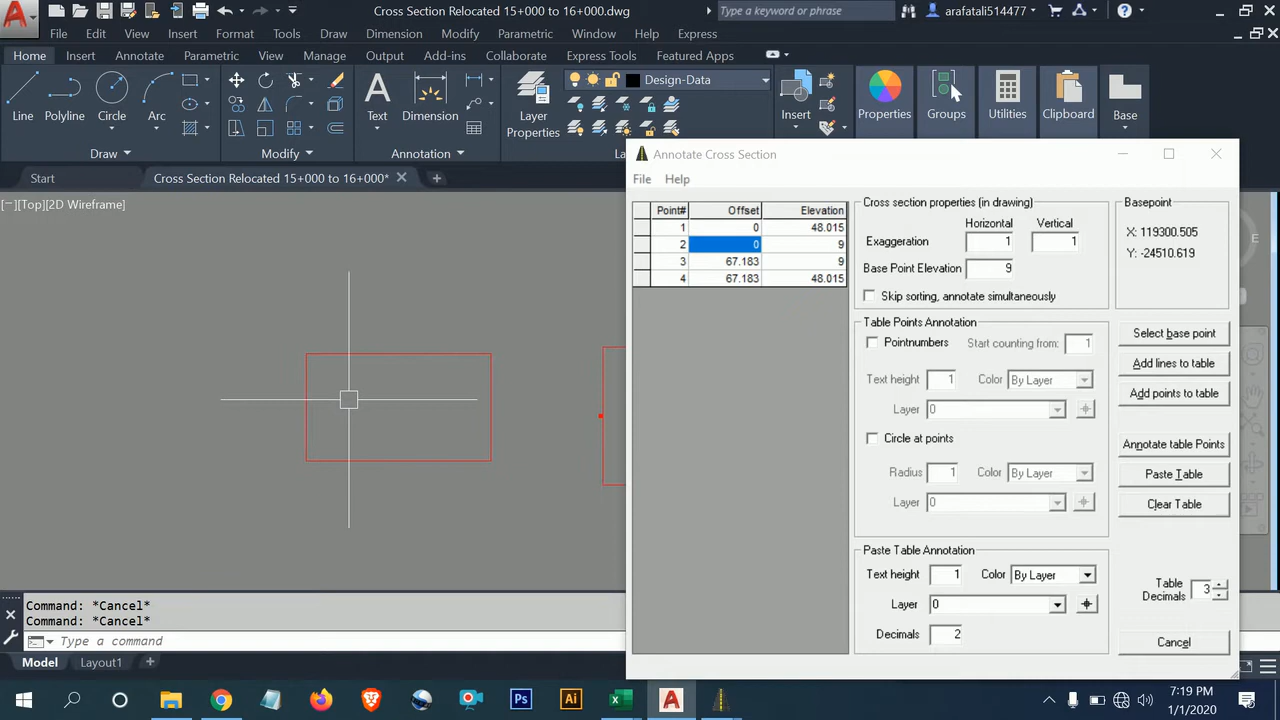 Cross Section Relocated 15+000 to 16+000.dwg
Type a keyword or phrase
arafatali514477
File Edit View Insert Format Tools Draw Dimension Modify Parametric Window Help Express
Home Insert Annotate Parametric View Manage Output Add-ins Collaborate Express Tools Featured Apps
Line Polyline Circle Arc
Text Dimension
Layer Properties
Design-Data
Insert Properties Groups Utilities Clipboard Base
Draw Modify Annotation
Start
Cross Section Relocated 15+000 to 16+000*
[−][Top][2D Wireframe]
Annotate Cross Section
File Help
Point# Offset Elevation
1 0 48.015
2 0 9
3 67.183 9
4 67.183 48.015
Cross section properties (in drawing)
Horizontal Vertical
Exaggeration 1 1
Base Point Elevation 9
Skip sorting, annotate simultaneously
Basepoint
X: 119300.505
Y: -24510.619
Table Points Annotation
Pointnumbers Start counting from: 1
Text height 1 Color By Layer
Layer 0
Circle at points
Radius 1 Color By Layer
Layer 0
Select base point
Add lines to table
Add points to table
Annotate table Points
Paste Table
Clear Table
Paste Table Annotation
Text height 1 Color By Layer
Layer 0
Decimals 2
Table Decimals 3
Cancel
E
Command: *Cancel*
Command: *Cancel*
Type a command
Model Layout1
Ps Ai A
7:19 PM
1/1/2020